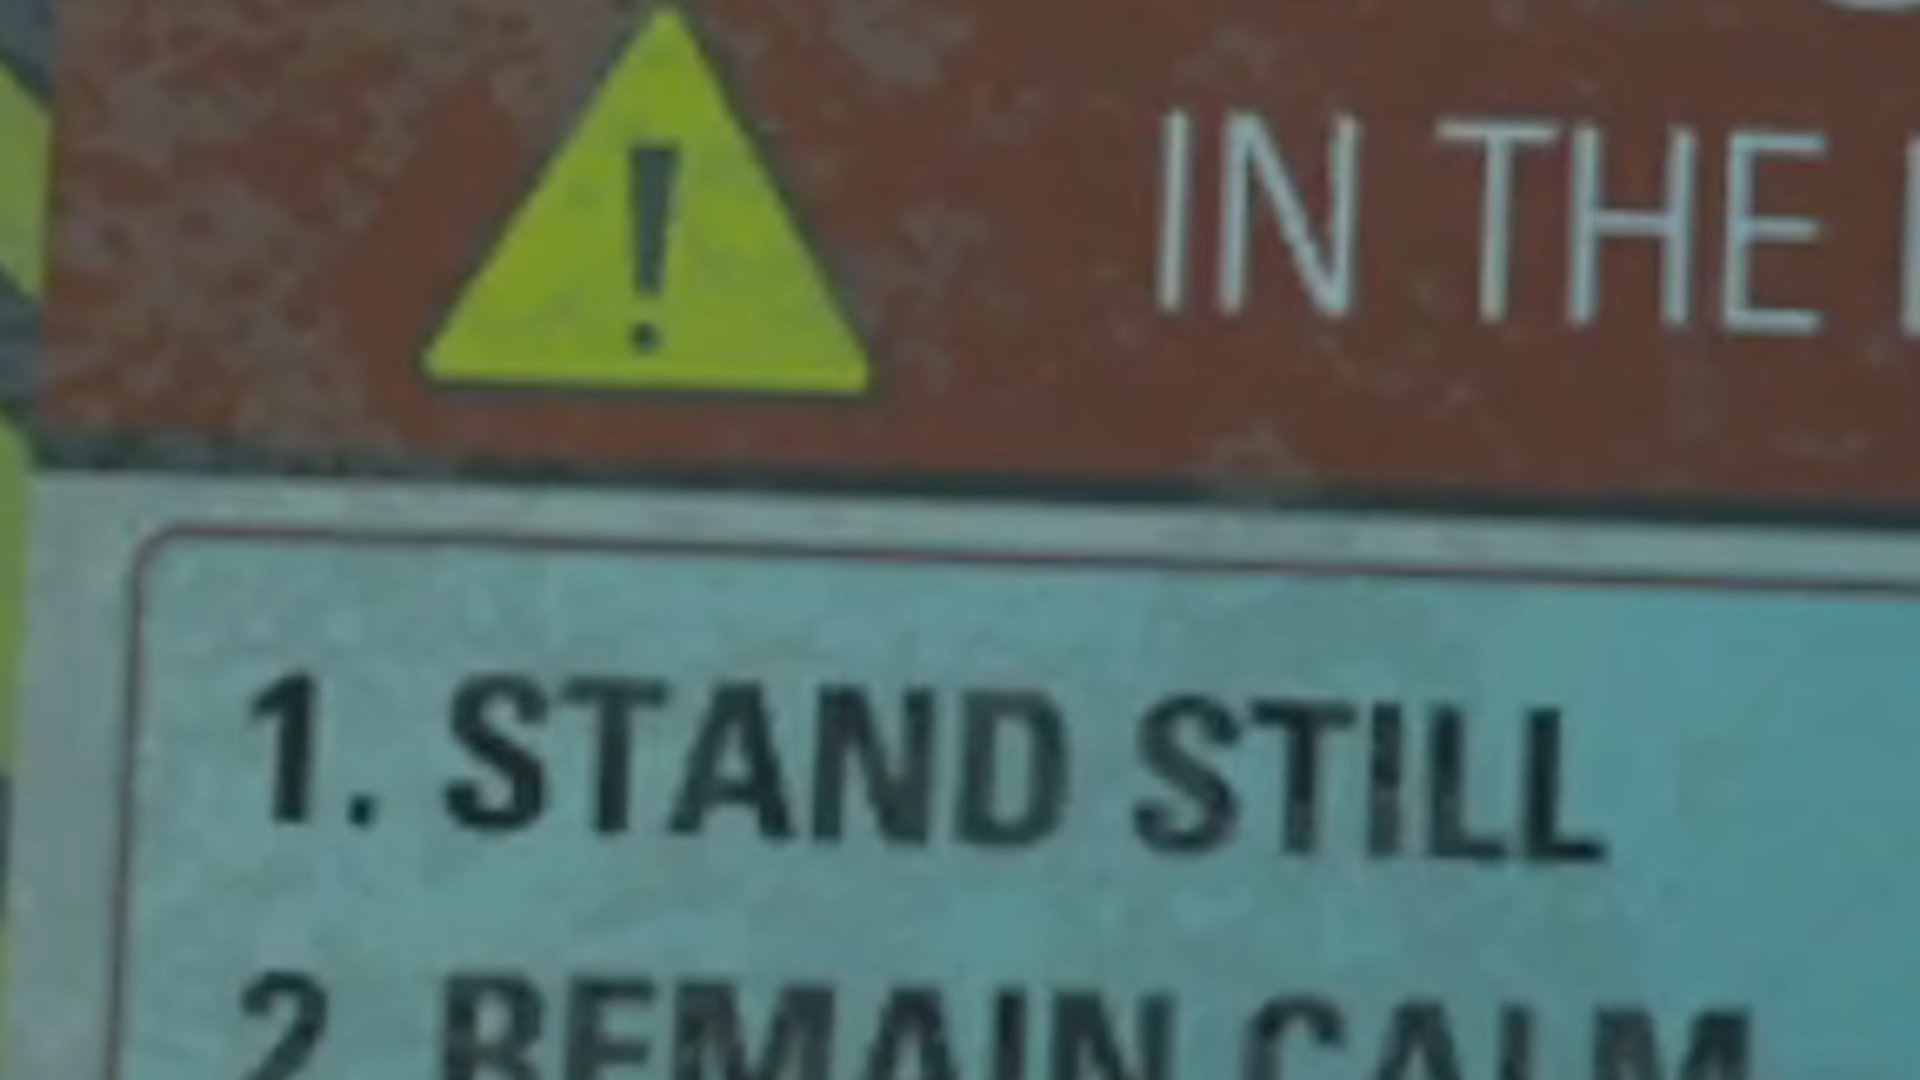 !
IN THE
1. STAND STILL
2. REMAIN CALM